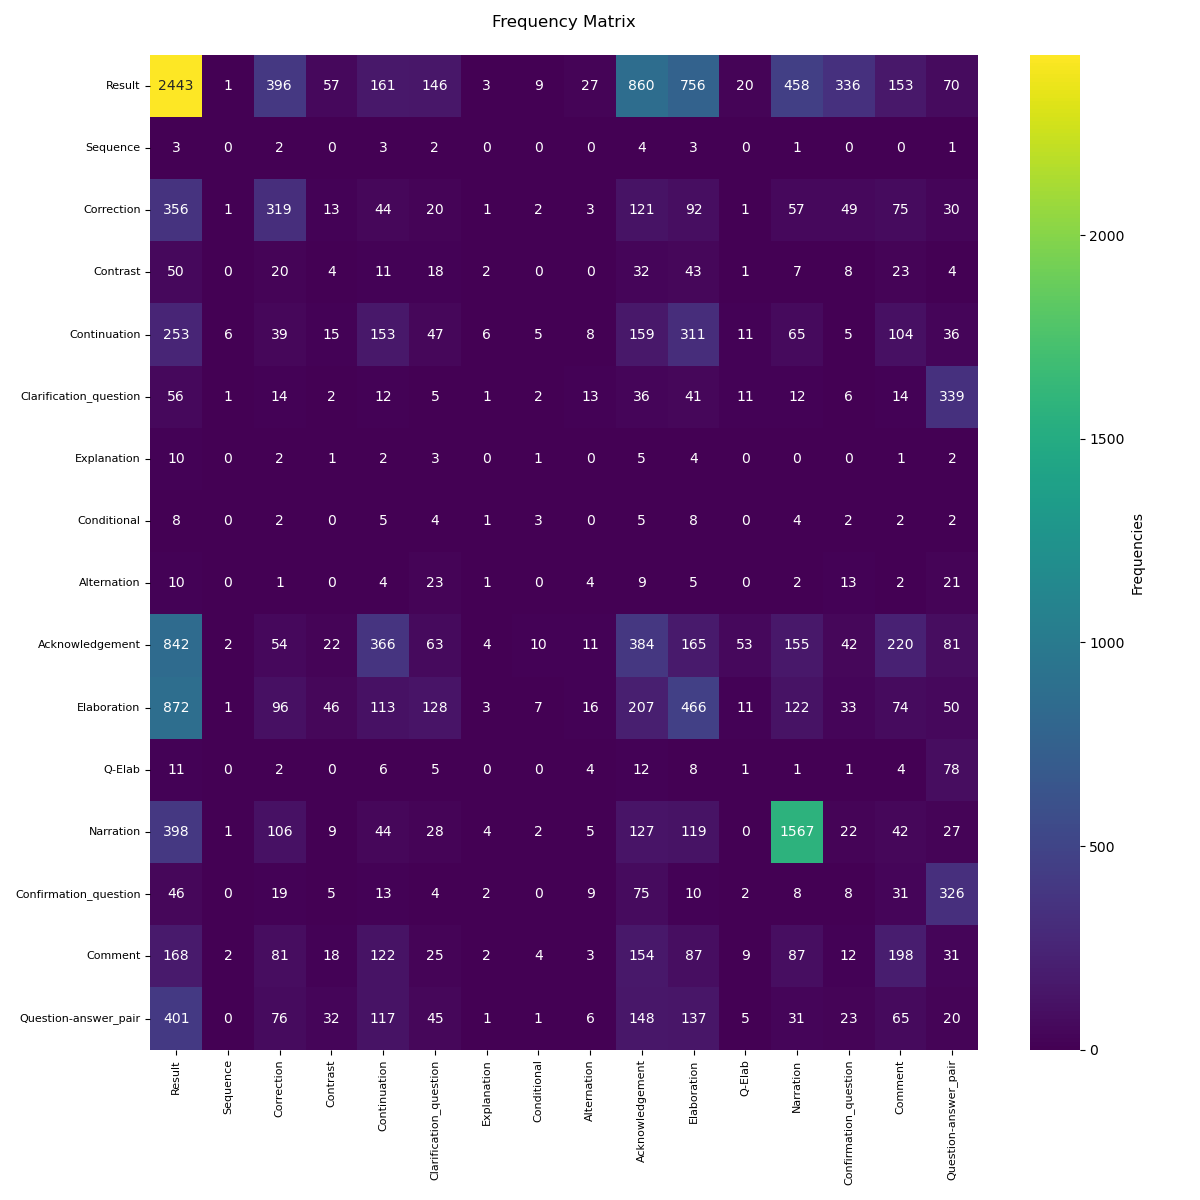 Frequency Matrix
Result 2443 1 396 57 161 146 3 9 27 860 756 20 458 336 153 70
Sequence 3 0 2 0 3 2 0 0 0 4 3 0 1 0 0 1
Correction 356 1 319 13 44 20 1 2 3 121 92 1 57 49 75 30
Contrast 50 0 20 4 11 18 2 0 0 32 43 1 7 8 23 4
Continuation 253 6 39 15 153 47 6 5 8 159 311 11 65 5 104 36
Clarification_question 56 1 14 2 12 5 1 2 13 36 41 11 12 6 14 339
Explanation 10 0 2 1 2 3 0 1 0 5 4 0 0 0 1 2
Conditional 8 0 2 0 5 4 1 3 0 5 8 0 4 2 2 2
Alternation 10 0 1 0 4 23 1 0 4 9 5 0 2 13 2 21
Acknowledgement 842 2 54 22 366 63 4 10 11 384 165 53 155 42 220 81
Elaboration 872 1 96 46 113 128 3 7 16 207 466 11 122 33 74 50
Q-Elab 11 0 2 0 6 5 0 0 4 12 8 1 1 1 4 78
Narration 398 1 106 9 44 28 4 2 5 127 119 0 1567 22 42 27
Confirmation_question 46 0 19 5 13 4 2 0 9 75 10 2 8 8 31 326
Comment 168 2 81 18 122 25 2 4 3 154 87 9 87 12 198 31
Question-answer_pair 401 0 76 32 117 45 1 1 6 148 137 5 31 23 65 20
Result
Sequence
Correction
Contrast
Continuation
Clarification_question
Explanation
Conditional
Alternation
Acknowledgement
Elaboration
Q-Elab
Narration
Confirmation_question
Comment
Question-answer_pair
2000
1500
1000
500
0
Frequencies